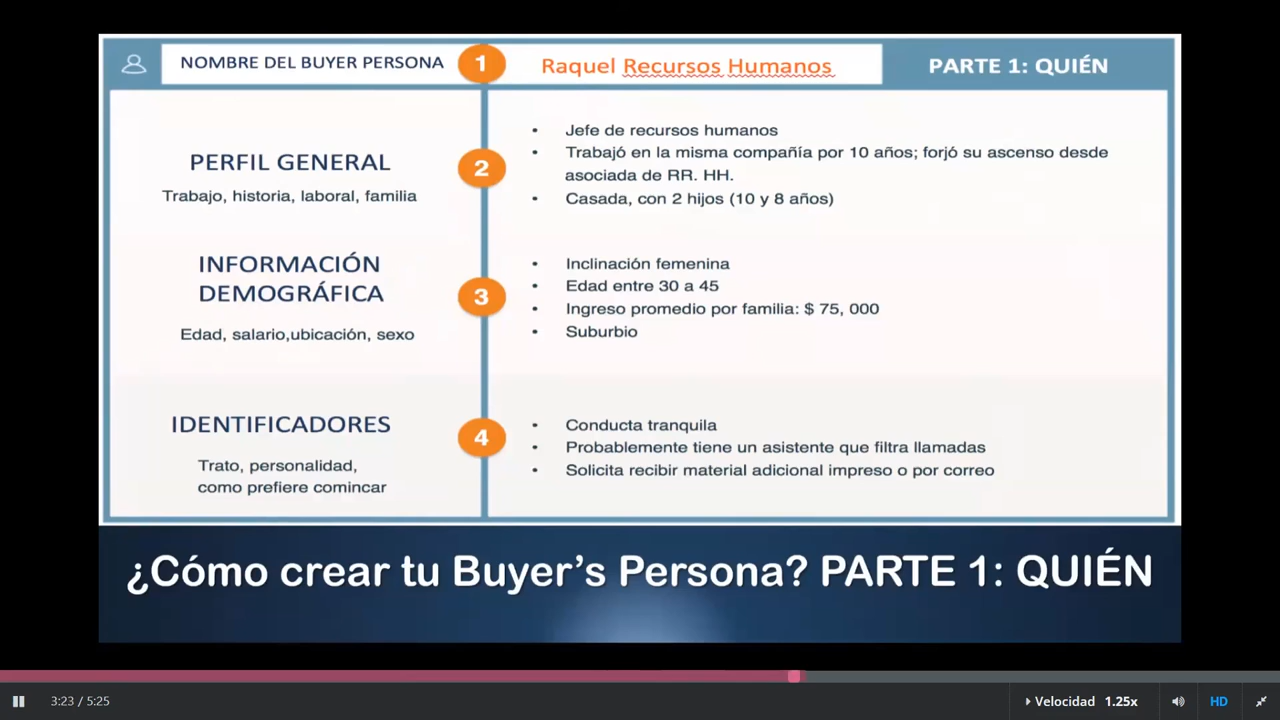 NOMBRE DEL BUYER PERSONA
1
Raquel Recursos Humanos
PARTE 1: QUIÉN
PERFIL GENERAL
Trabajo, historia, laboral, familia
2
• Jefe de recursos humanos
• Trabajó en la misma compañía por 10 años; forjó su ascenso desde
asociada de RR. HH.
• Casada, con 2 hijos (10 y 8 años)
INFORMACIÓN
DEMOGRÁFICA
Edad, salario,ubicación, sexo
3
• Inclinación femenina
• Edad entre 30 a 45
• Ingreso promedio por familia: $ 75, 000
• Suburbio
IDENTIFICADORES
Trato, personalidad,
como prefiere comincar
4
• Conducta tranquila
• Probablemente tiene un asistente que filtra llamadas
• Solicita recibir material adicional impreso o por correo
¿Cómo crear tu Buyer’s Persona? PARTE 1: QUIÉN
3:23 / 5:25
Velocidad 1.25x
HD